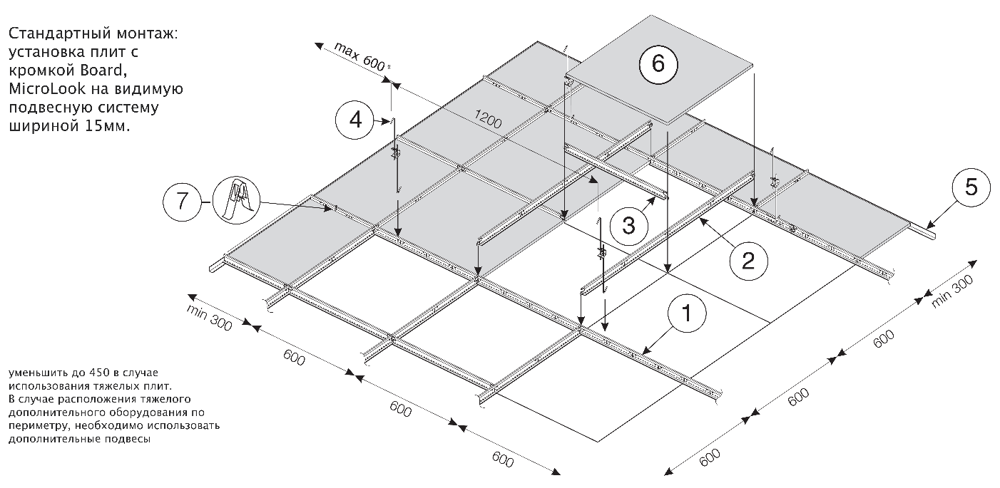 Стандартный монтаж:
установка плит с
кромкой Board,
MicroLook на видимую
подвесную систему
шириной 15мм.
max 600*
1200
6
4
7
5
3
2
1
min 300
600
600
600
600
600
600
min 300
уменьшить до 450 в случае
использования тяжелых плит.
В случае расположения тяжелого
дополнительного оборудования по
периметру, необходимо использовать
дополнительные подвесы